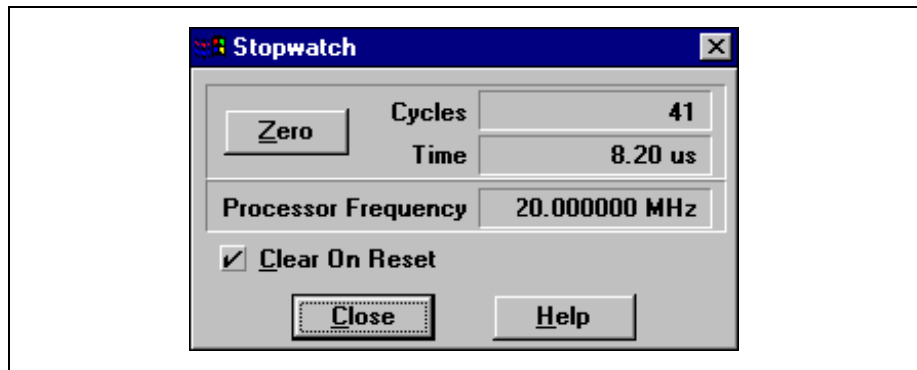 Stopwatch
Zero
Cycles 41
Time 8.20 us
Processor Frequency 20.000000 MHz
Clear On Reset
Close Help